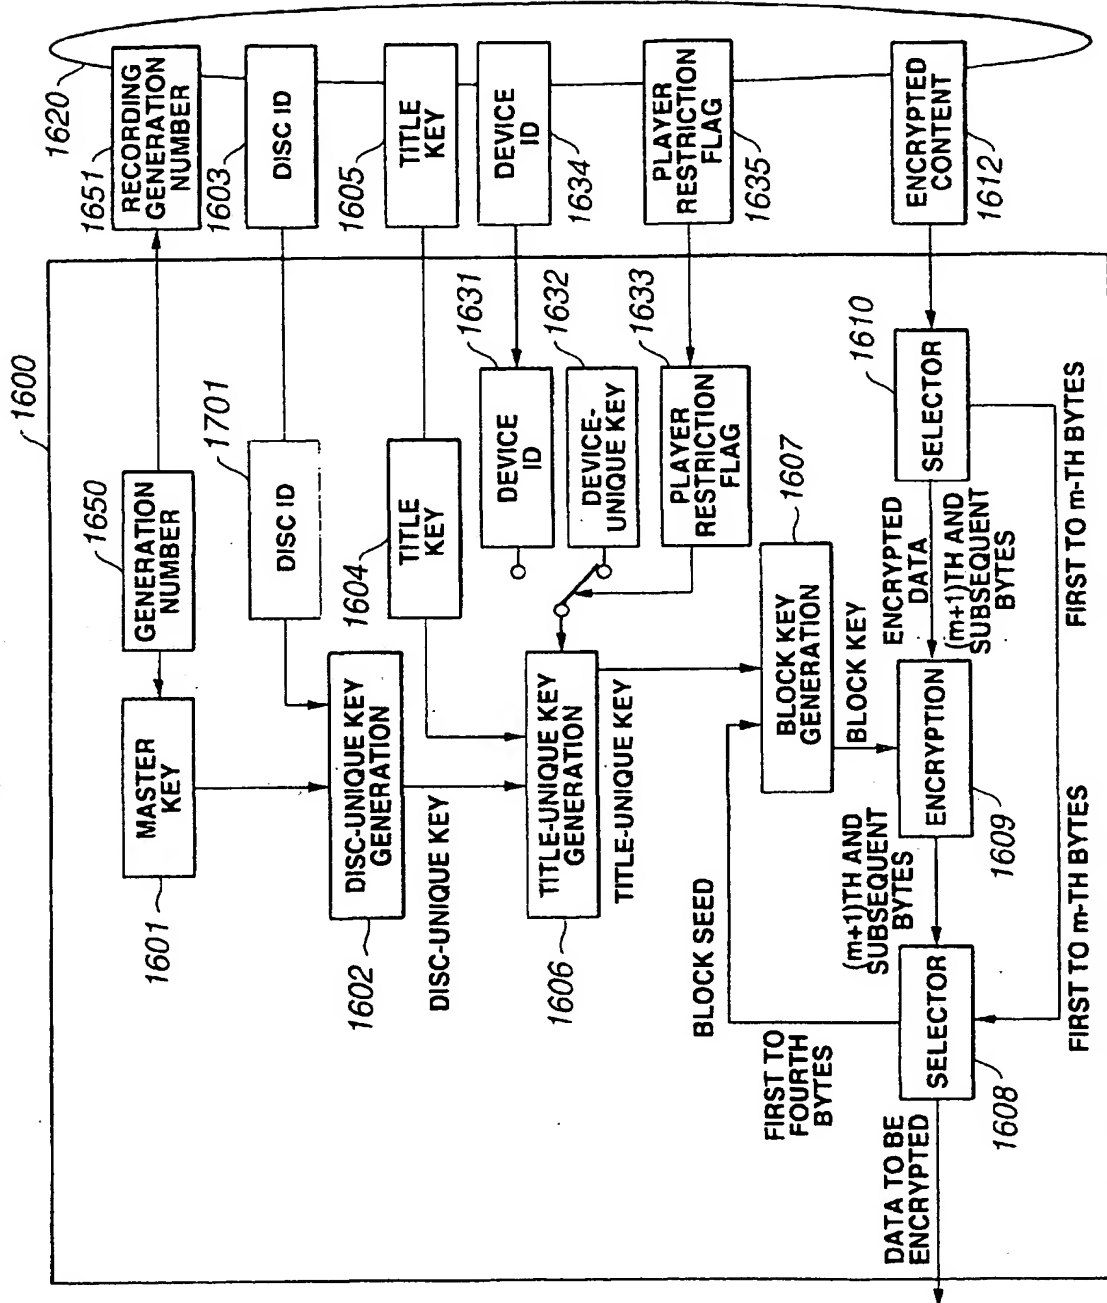 1620
1651
RECORDING
GENERATION
NUMBER
1603
DISC ID
1605
TITLE
KEY
DEVICE
ID
1634
PLAYER
RESTRICTION
FLAG
1635
ENCRYPTED
CONTENT
1612
1600
1650
GENERATION
NUMBER
1701
DISC ID
1604
TITLE
KEY
1631
DEVICE
ID
1632
DEVICE-
UNIQUE KEY
1633
PLAYER
RESTRICTION
FLAG
1610
SELECTOR
MASTER
KEY
1601
DISC-UNIQUE KEY
GENERATION
1602
DISC-UNIQUE KEY
TITLE-UNIQUE KEY
GENERATION
1606
TITLE-UNIQUE KEY
1607
BLOCK KEY
GENERATION
BLOCK KEY
BLOCK SEED
ENCRYPTED
DATA
(m+1)TH AND
SUBSEQUENT
BYTES
FIRST TO m-TH BYTES
ENCRYPTION
1609
(m+1)TH AND
SUBSEQUENT
BYTES
FIRST TO
FOURTH
BYTES
SELECTOR
1608
FIRST TO m-TH BYTES
DATA TO BE
ENCRYPTED